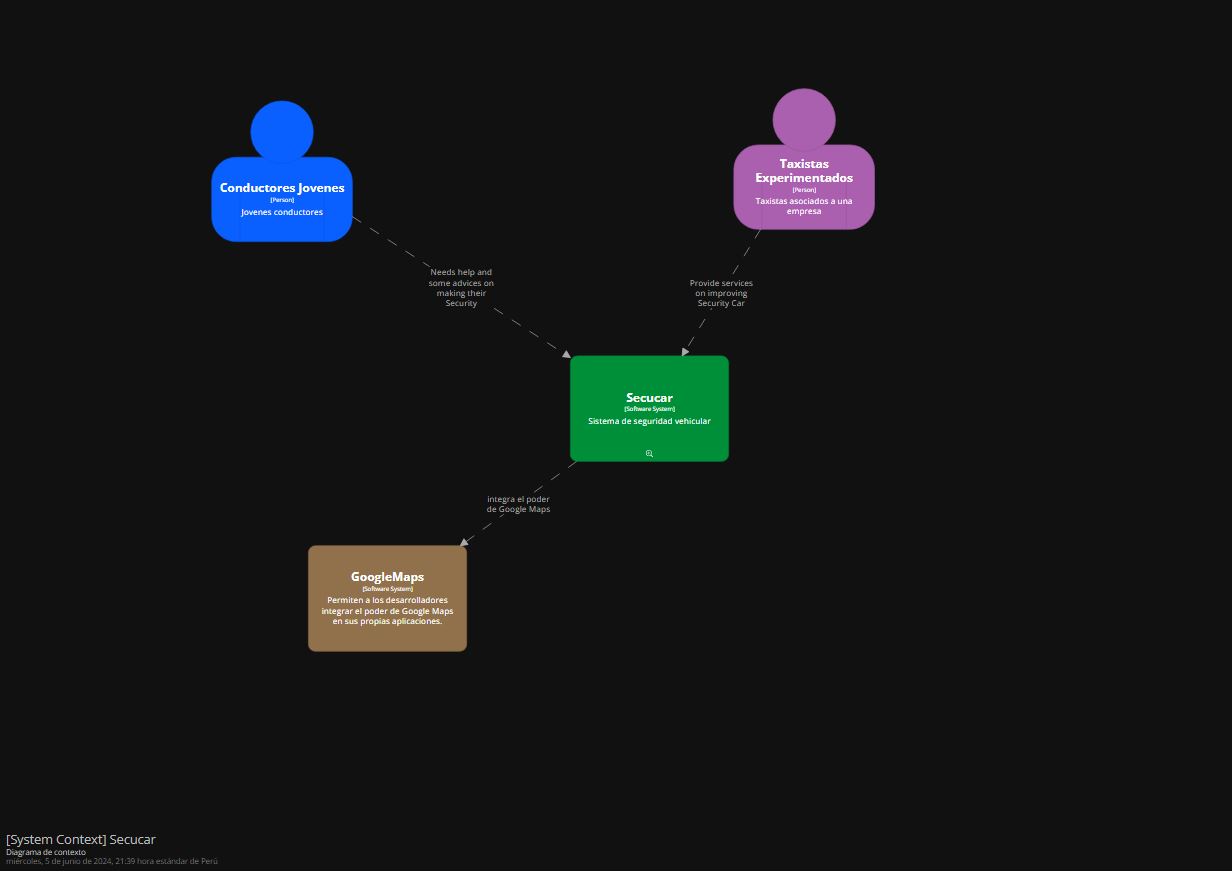 Conductores Jovenes
[Person]
Jovenes conductores
Taxistas
Experimentados
[Person]
Taxistas asociados a una
empresa
Needs help and
some advices on
making their
Security
Provide services
on improving
Security Car
Secucar
[Software System]
Sistema de seguridad vehicular
integra el poder
de Google Maps
GoogleMaps
[Software System]
Permiten a los desarrolladores
integrar el poder de Google Maps
en sus propias aplicaciones.
[System Context] Secucar
Diagrama de contexto
miércoles, 5 de junio de 2024, 21:39 hora estándar de Perú